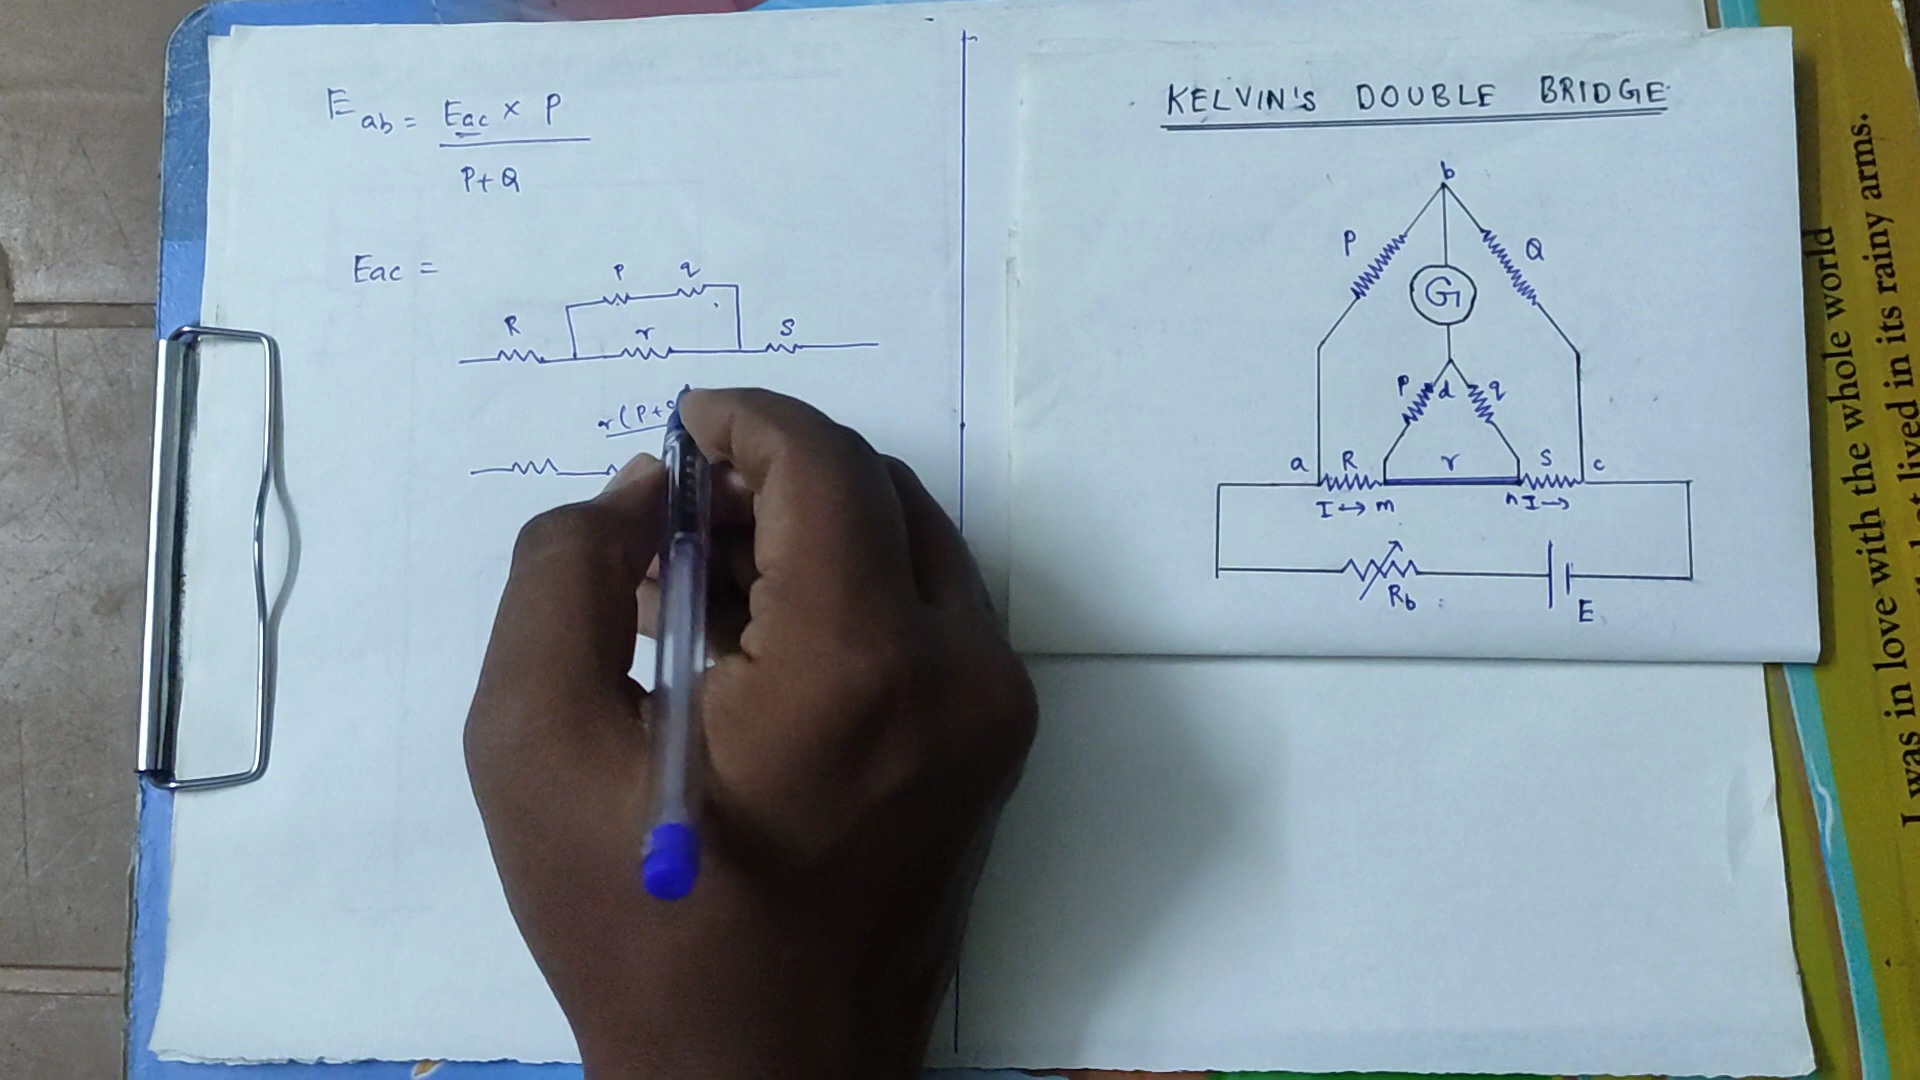 Eab = Eac × P
P+Q
Eac =
p q
R r S
r(p+q
KELVIN'S DOUBLE BRIDGE
b
P Q
G
p d q
a R r S c
I↔ m n I→
Rb E
I was in love with the whole world
lived in its rainy arms.